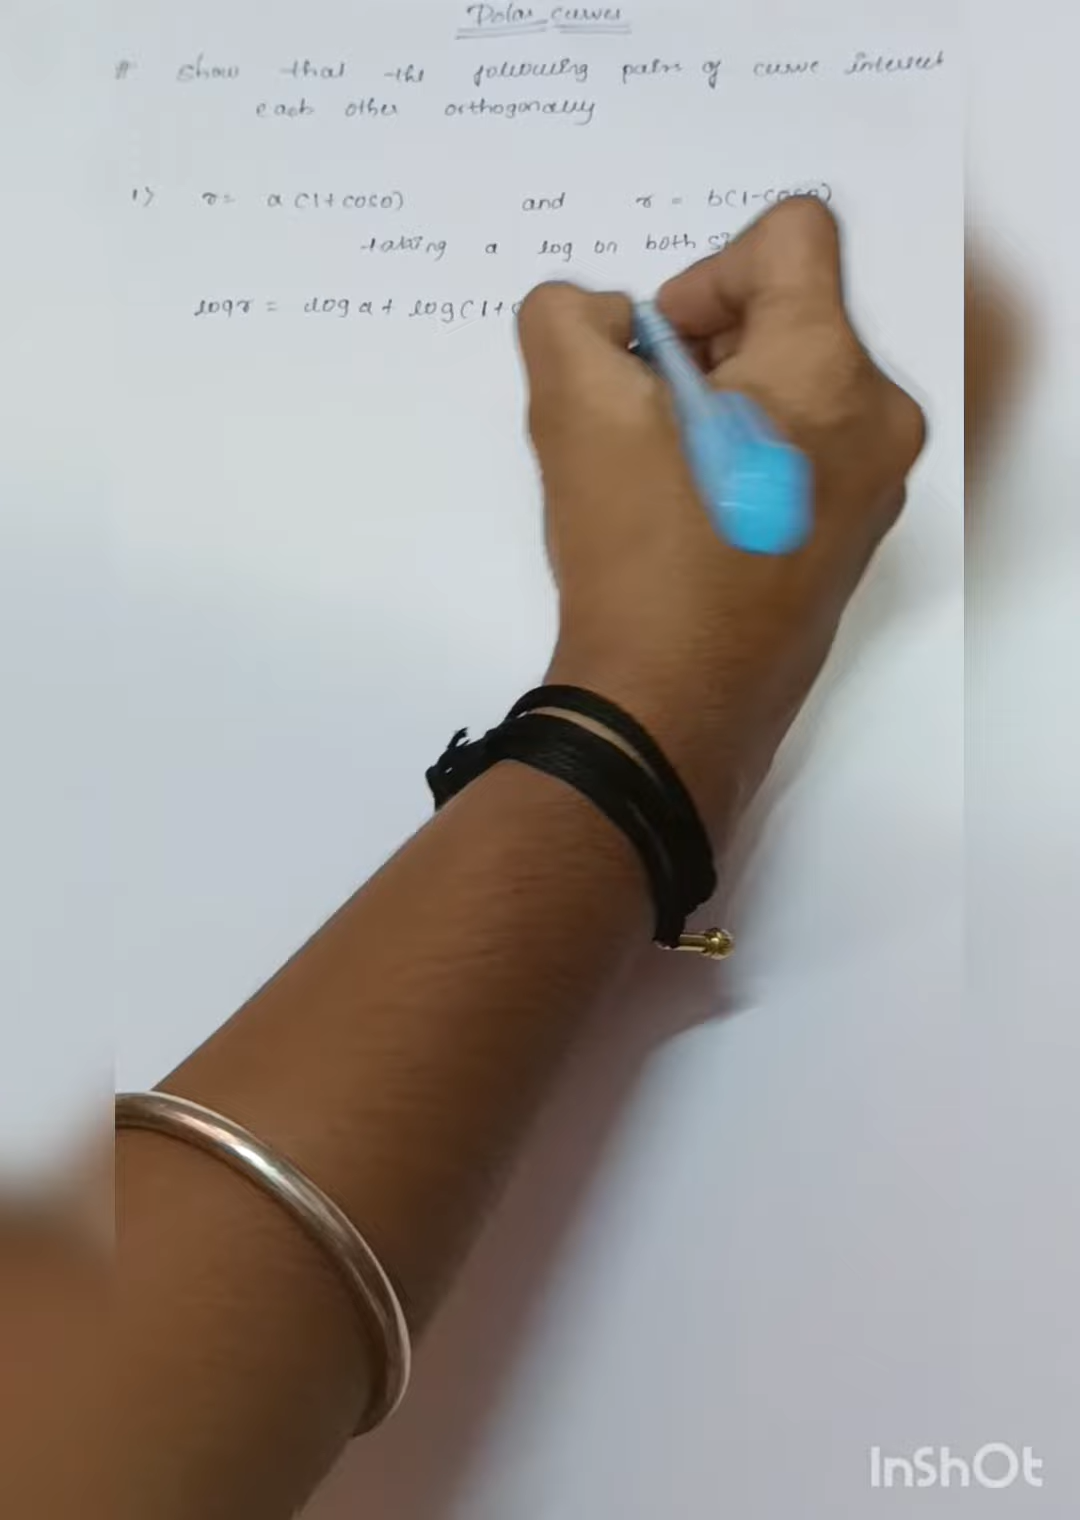 Polar curves
# show that the following pairs of curve intersect
each other orthogonally
1) r = a (1+cosθ) and r = b(1-cosθ)
taking a log on both
logr = log a + log(1+
InShOt